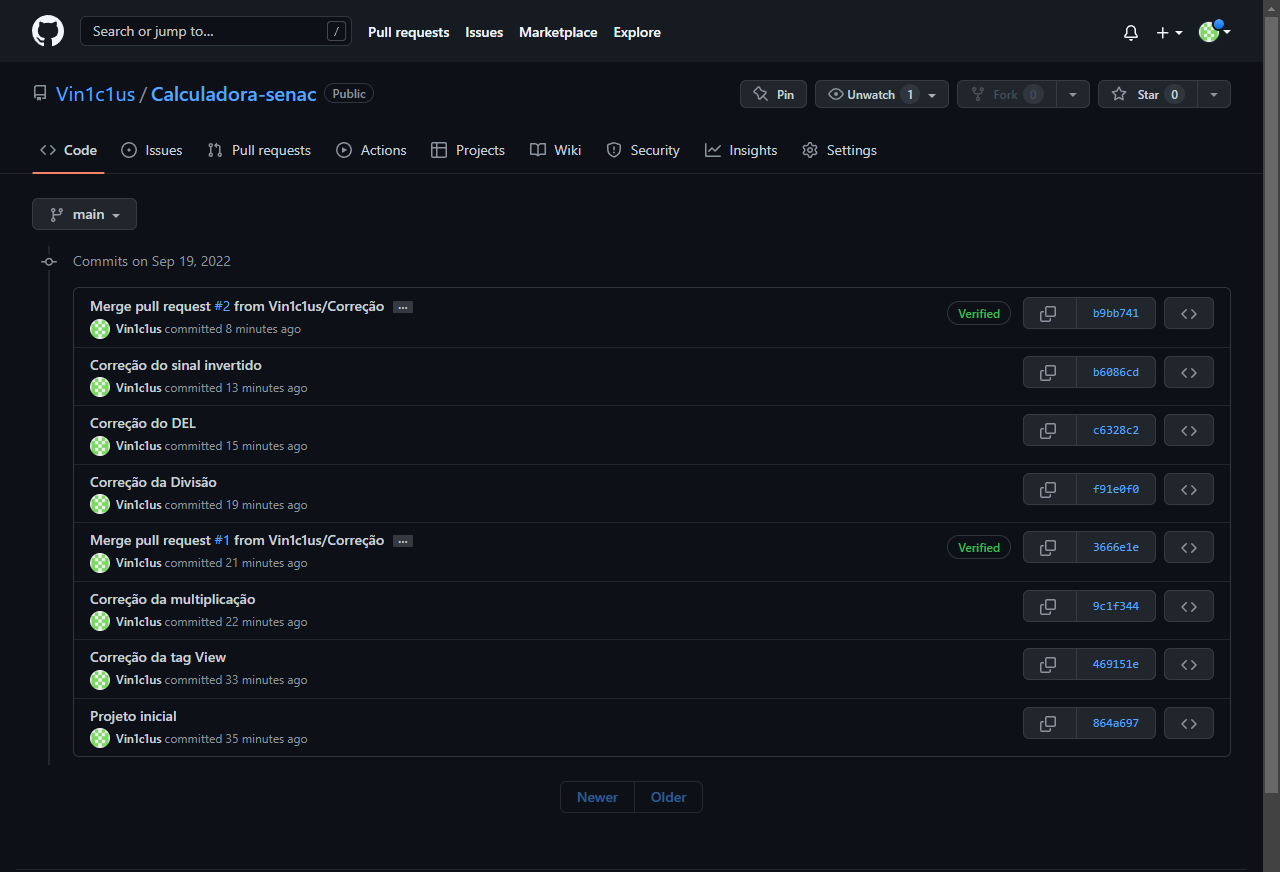 Search or jump to... /
Pull requests Issues Marketplace Explore
Vin1c1us / Calculadora-senac Public
Pin Unwatch 1 Fork 0 Star 0
Code Issues Pull requests Actions Projects Wiki Security Insights Settings
main
Commits on Sep 19, 2022
Merge pull request #2 from Vin1c1us/Correção ...
Vin1c1us committed 8 minutes ago
Verified b9bb741
Correção do sinal invertido
Vin1c1us committed 13 minutes ago
b6086cd
Correção do DEL
Vin1c1us committed 15 minutes ago
c6328c2
Correção da Divisão
Vin1c1us committed 19 minutes ago
f91e0f0
Merge pull request #1 from Vin1c1us/Correção ...
Vin1c1us committed 21 minutes ago
Verified 3666e1e
Correção da multiplicação
Vin1c1us committed 22 minutes ago
9c1f344
Correção da tag View
Vin1c1us committed 33 minutes ago
469151e
Projeto inicial
Vin1c1us committed 35 minutes ago
864a697
Newer Older